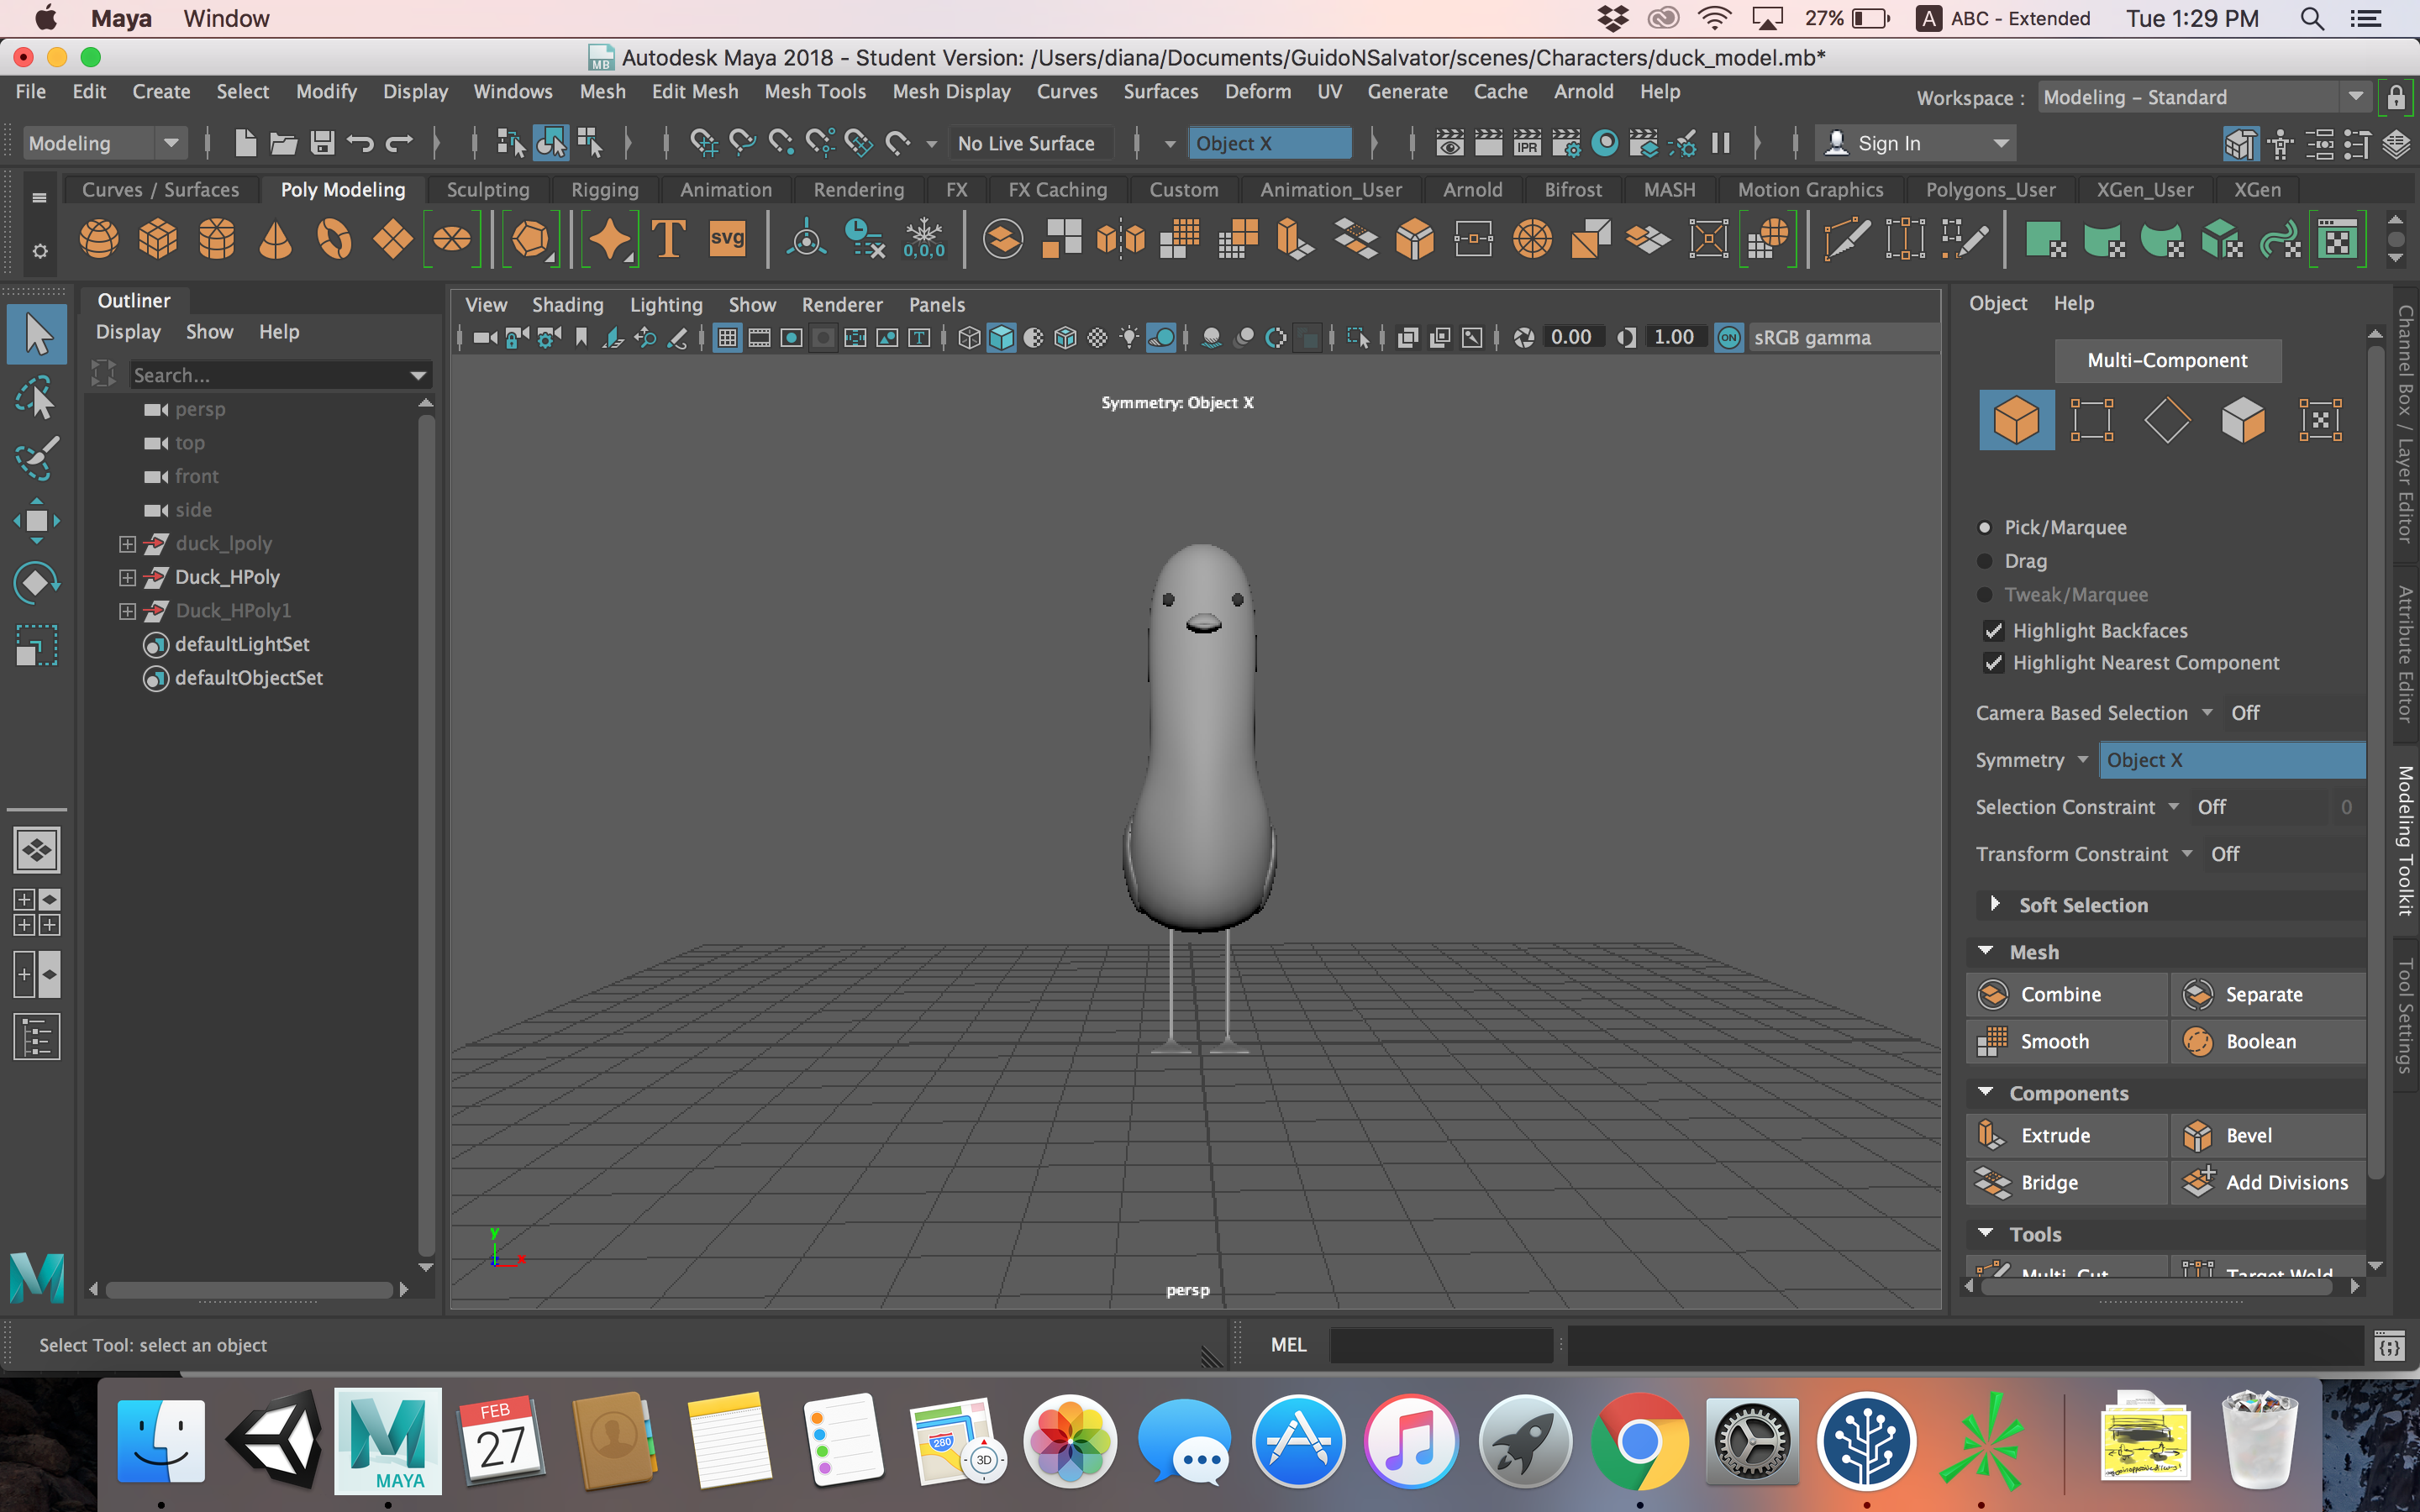 Maya Window 27% A ABC - Extended Tue 1:29 PM
MB Autodesk Maya 2018 - Student Version: /Users/diana/Documents/GuidoNSalvator/scenes/Characters/duck_model.mb*
File Edit Create Select Modify Display Windows Mesh Edit Mesh Mesh Tools Mesh Display Curves Surfaces Deform UV Generate Cache Arnold Help Workspace : Modeling - Standard
Modeling No Live Surface Object X IPR Sign In
Curves / Surfaces Poly Modeling Sculpting Rigging Animation Rendering FX FX Caching Custom Animation_User Arnold Bifrost MASH Motion Graphics Polygons_User XGen_User XGen
T svg 0,0,0
Outliner
Display Show Help
Search...
persp
top
front
side
duck_lpoly
Duck_HPoly
Duck_HPoly1
defaultLightSet
defaultObjectSet
View Shading Lighting Show Renderer Panels
T 0.00 1.00 ON sRGB gamma
Symmetry: Object X
y
x
persp
Object Help
Multi-Component
Pick/Marquee
Drag
Tweak/Marquee
Highlight Backfaces
Highlight Nearest Component
Camera Based Selection Off
Symmetry Object X
Selection Constraint Off 0
Transform Constraint Off
Soft Selection
Mesh
Combine Separate
Smooth Boolean
Components
Extrude Bevel
Bridge Add Divisions
Tools
Multi-Cut Target Weld
Channel Box / Layer Editor
Attribute Editor
Modeling Toolkit
Tool Settings
Select Tool: select an object MEL
MAYA
FEB
27
280
3D